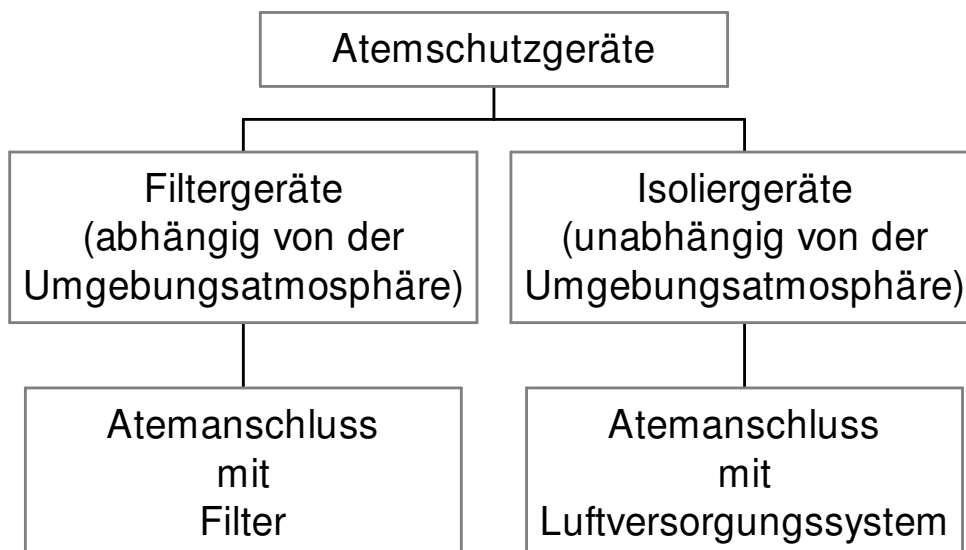 Atemschutzgeräte
Filtergeräte
(abhängig von der
Umgebungsatmosphäre)
Isoliergeräte
(unabhängig von der
Umgebungsatmosphäre)
Atemanschluss
mit
Filter
Atemanschluss
mit
Luftversorgungssystem